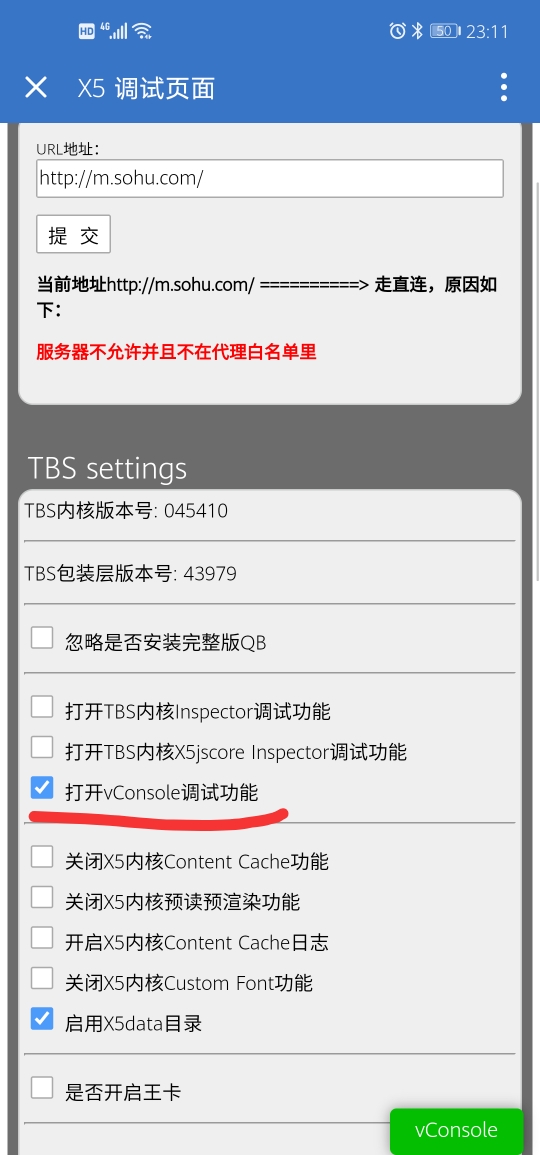 HD 4G 50 23:11
X5 调试页面
URL地址：
http://m.sohu.com/
提 交
当前地址http://m.sohu.com/ ==========> 走直连，原因如
下：
服务器不允许并且不在代理白名单里
TBS settings
TBS内核版本号: 045410
TBS包装层版本号: 43979
忽略是否安装完整版QB
打开TBS内核Inspector调试功能
打开TBS内核X5jscore Inspector调试功能
打开vConsole调试功能
关闭X5内核Content Cache功能
关闭X5内核预读预渲染功能
开启X5内核Content Cache日志
关闭X5内核Custom Font功能
启用X5data目录
是否开启王卡
vConsole